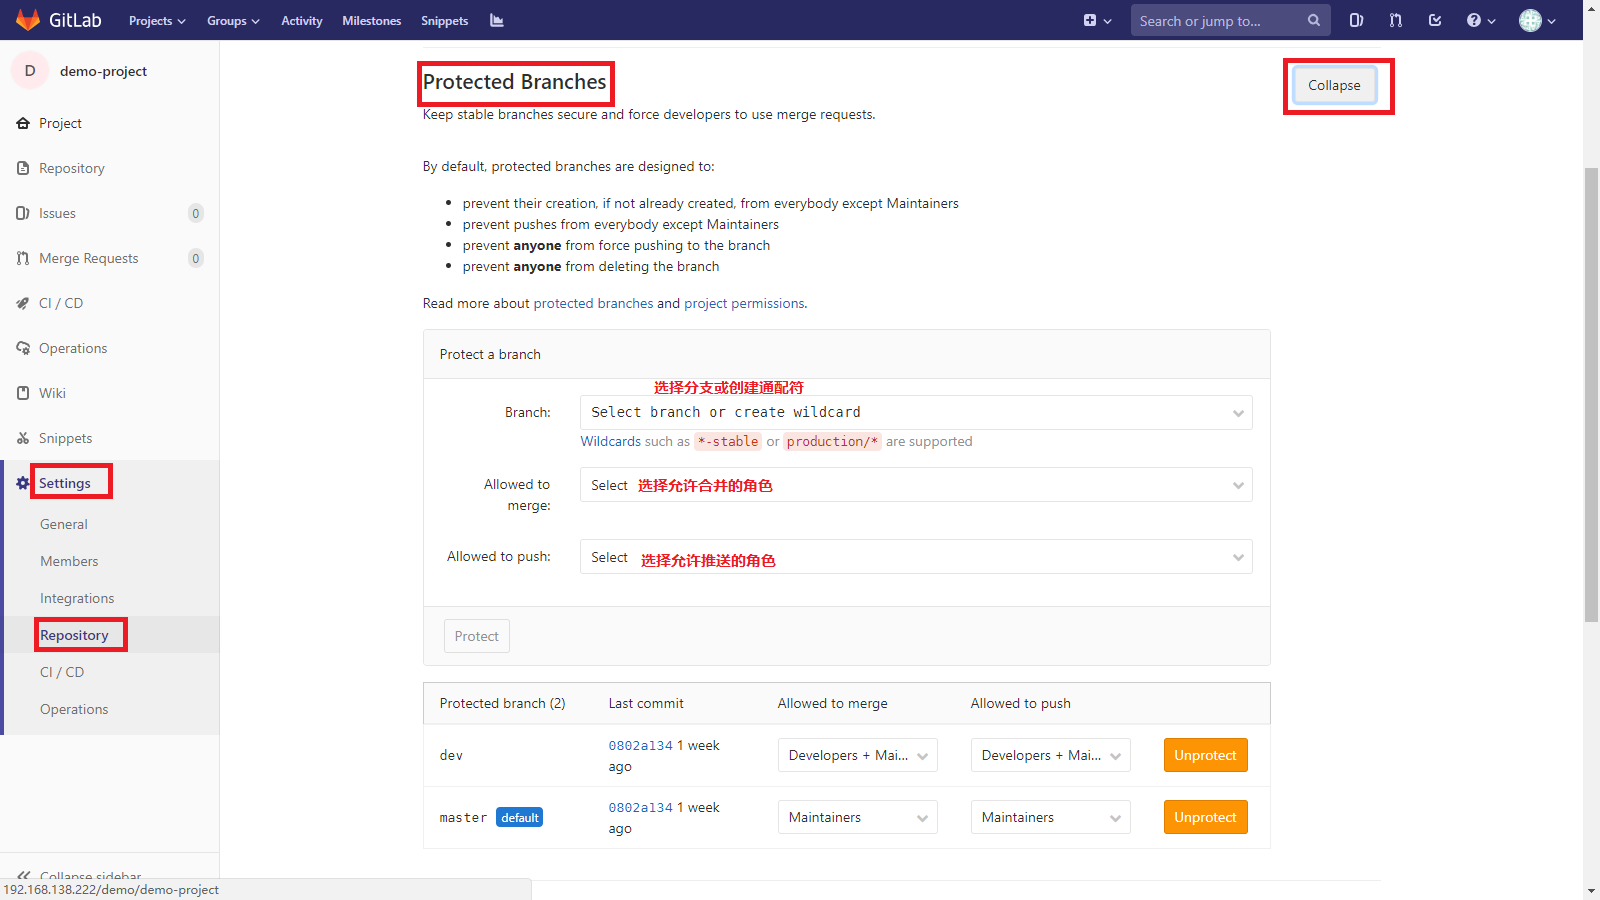 GitLab Projects Groups Activity Milestones Snippets Search or jump to...
D demo-project
Project
Repository
Issues 0
Merge Requests 0
CI / CD
Operations
Wiki
Snippets
Settings
General
Members
Integrations
Repository
CI / CD
Operations
Collapse sidebar
192.168.138.222/demo/demo-project
Protected Branches
Collapse
Keep stable branches secure and force developers to use merge requests.
By default, protected branches are designed to:
prevent their creation, if not already created, from everybody except Maintainers
prevent pushes from everybody except Maintainers
prevent anyone from force pushing to the branch
prevent anyone from deleting the branch
Read more about protected branches and project permissions.
Protect a branch
选择分支或创建通配符
Branch: Select branch or create wildcard
Wildcards such as *-stable or production/* are supported
Allowed to
merge:
Select 选择允许合并的角色
Allowed to push: Select 选择允许推送的角色
Protect
Protected branch (2) Last commit Allowed to merge Allowed to push
dev 0802a134 1 week
ago
Developers + Mai... Developers + Mai... Unprotect
master default 0802a134 1 week
ago
Maintainers Maintainers Unprotect